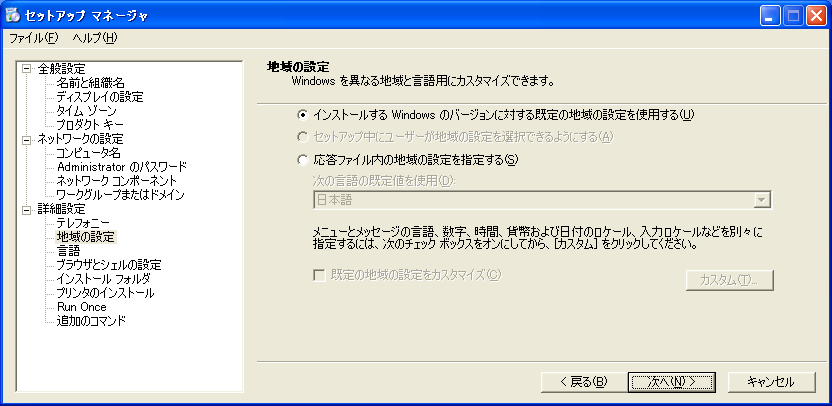 セットアップ マネージャ
ファイル(F) ヘルプ(H)
全般設定
名前と組織名
ディスプレイの設定
タイム ゾーン
プロダクト キー
ネットワークの設定
コンピュータ名
Administrator のパスワード
ネットワーク コンポーネント
ワークグループまたはドメイン
詳細設定
テレフォニー
地域の設定
言語
ブラウザとシェルの設定
インストール フォルダ
プリンタのインストール
Run Once
追加のコマンド
地域の設定
Windows を異なる地域と言語用にカスタマイズできます。
インストールする Windows のバージョンに対する既定の地域の設定を使用する(U)
セットアップ中にユーザーが地域の設定を選択できるようにする(A)
応答ファイル内の地域の設定を指定する(S)
次の言語の既定値を使用(D):
日本語
メニューとメッセージの言語、数字、時間、貨幣および日付のロケール、入力ロケールなどを別々に
指定するには、次のチェック ボックスをオンにしてから、[カスタム] をクリックしてください。
既定の地域の設定をカスタマイズ(C)
カスタム(T)...
< 戻る(B) 次へ(N) > キャンセル